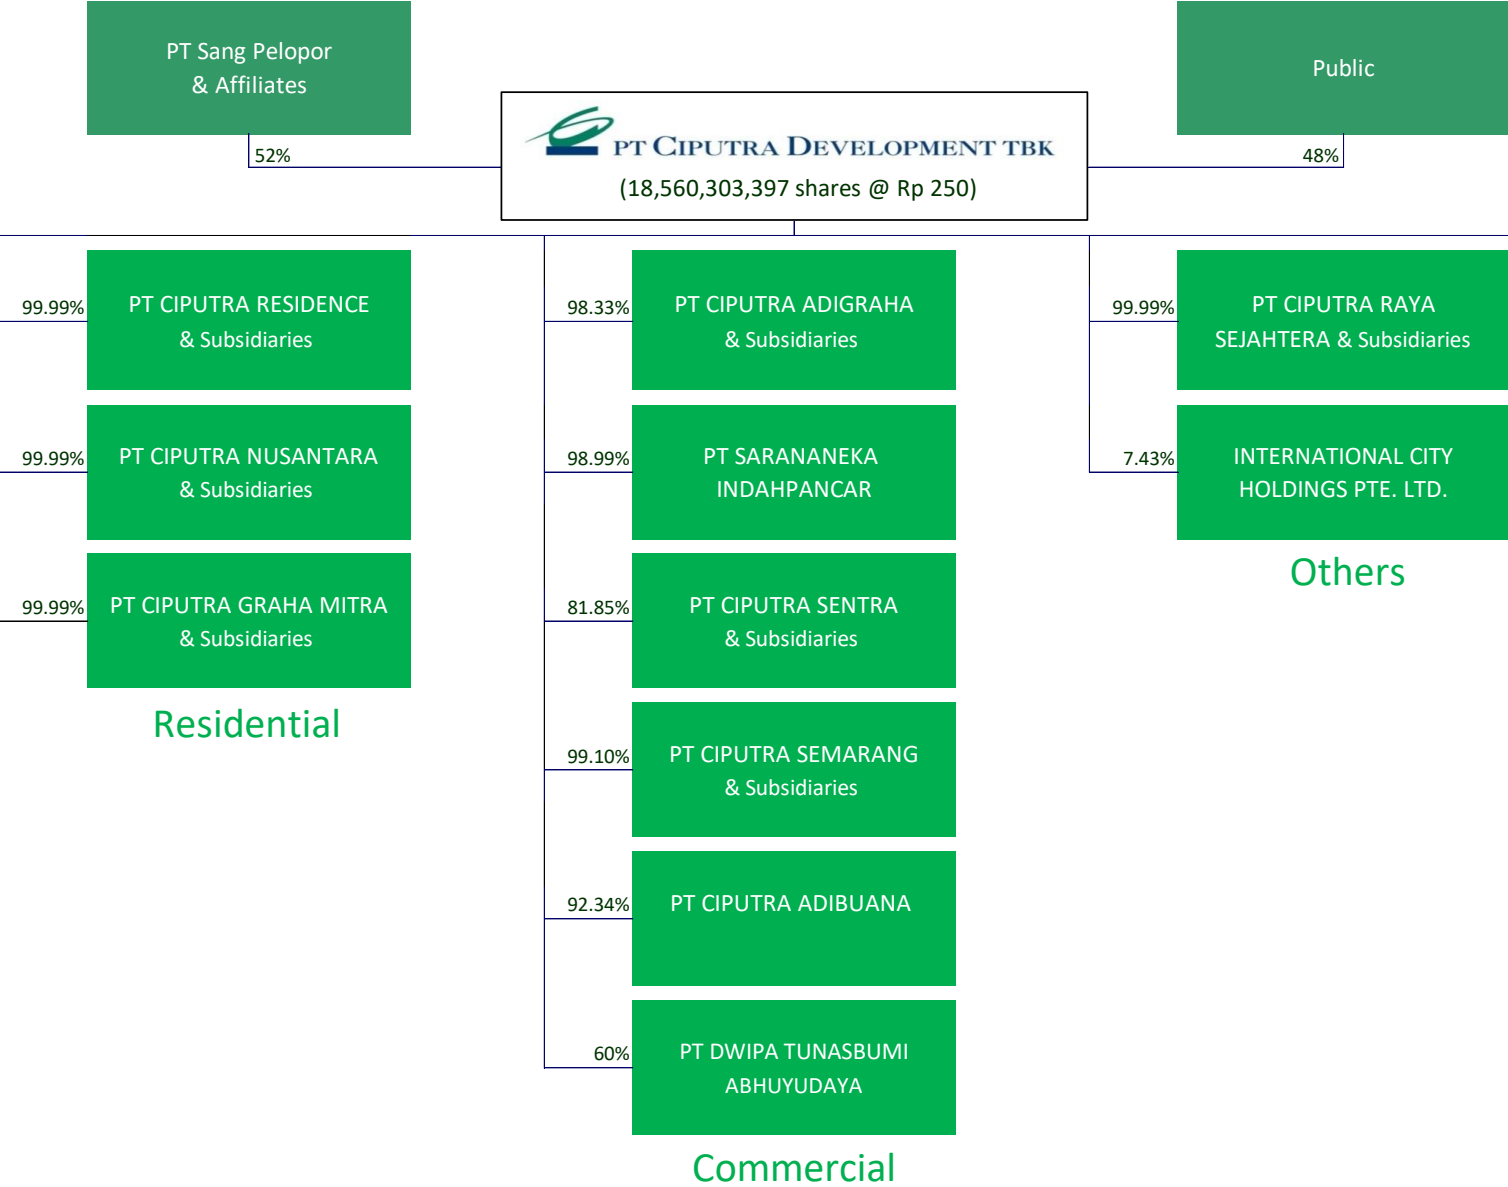 PT Sang Pelopor
& Affiliates
52%
PT CIPUTRA DEVELOPMENT TBK
(18,560,303,397 shares @ Rp 250)
Public
48%
99.99%
PT CIPUTRA RESIDENCE
& Subsidiaries
99.99%
PT CIPUTRA NUSANTARA
& Subsidiaries
99.99%
PT CIPUTRA GRAHA MITRA
& Subsidiaries
Residential
98.33%
PT CIPUTRA ADIGRAHA
& Subsidiaries
98.99%
PT SARANANEKA
INDAHPANCAR
81.85%
PT CIPUTRA SENTRA
& Subsidiaries
99.10%
PT CIPUTRA SEMARANG
& Subsidiaries
92.34%
PT CIPUTRA ADIBUANA
60%
PT DWIPA TUNASBUMI
ABHUYUDAYA
Commercial
99.99%
PT CIPUTRA RAYA
SEJAHTERA & Subsidiaries
7.43%
INTERNATIONAL CITY
HOLDINGS PTE. LTD.
Others